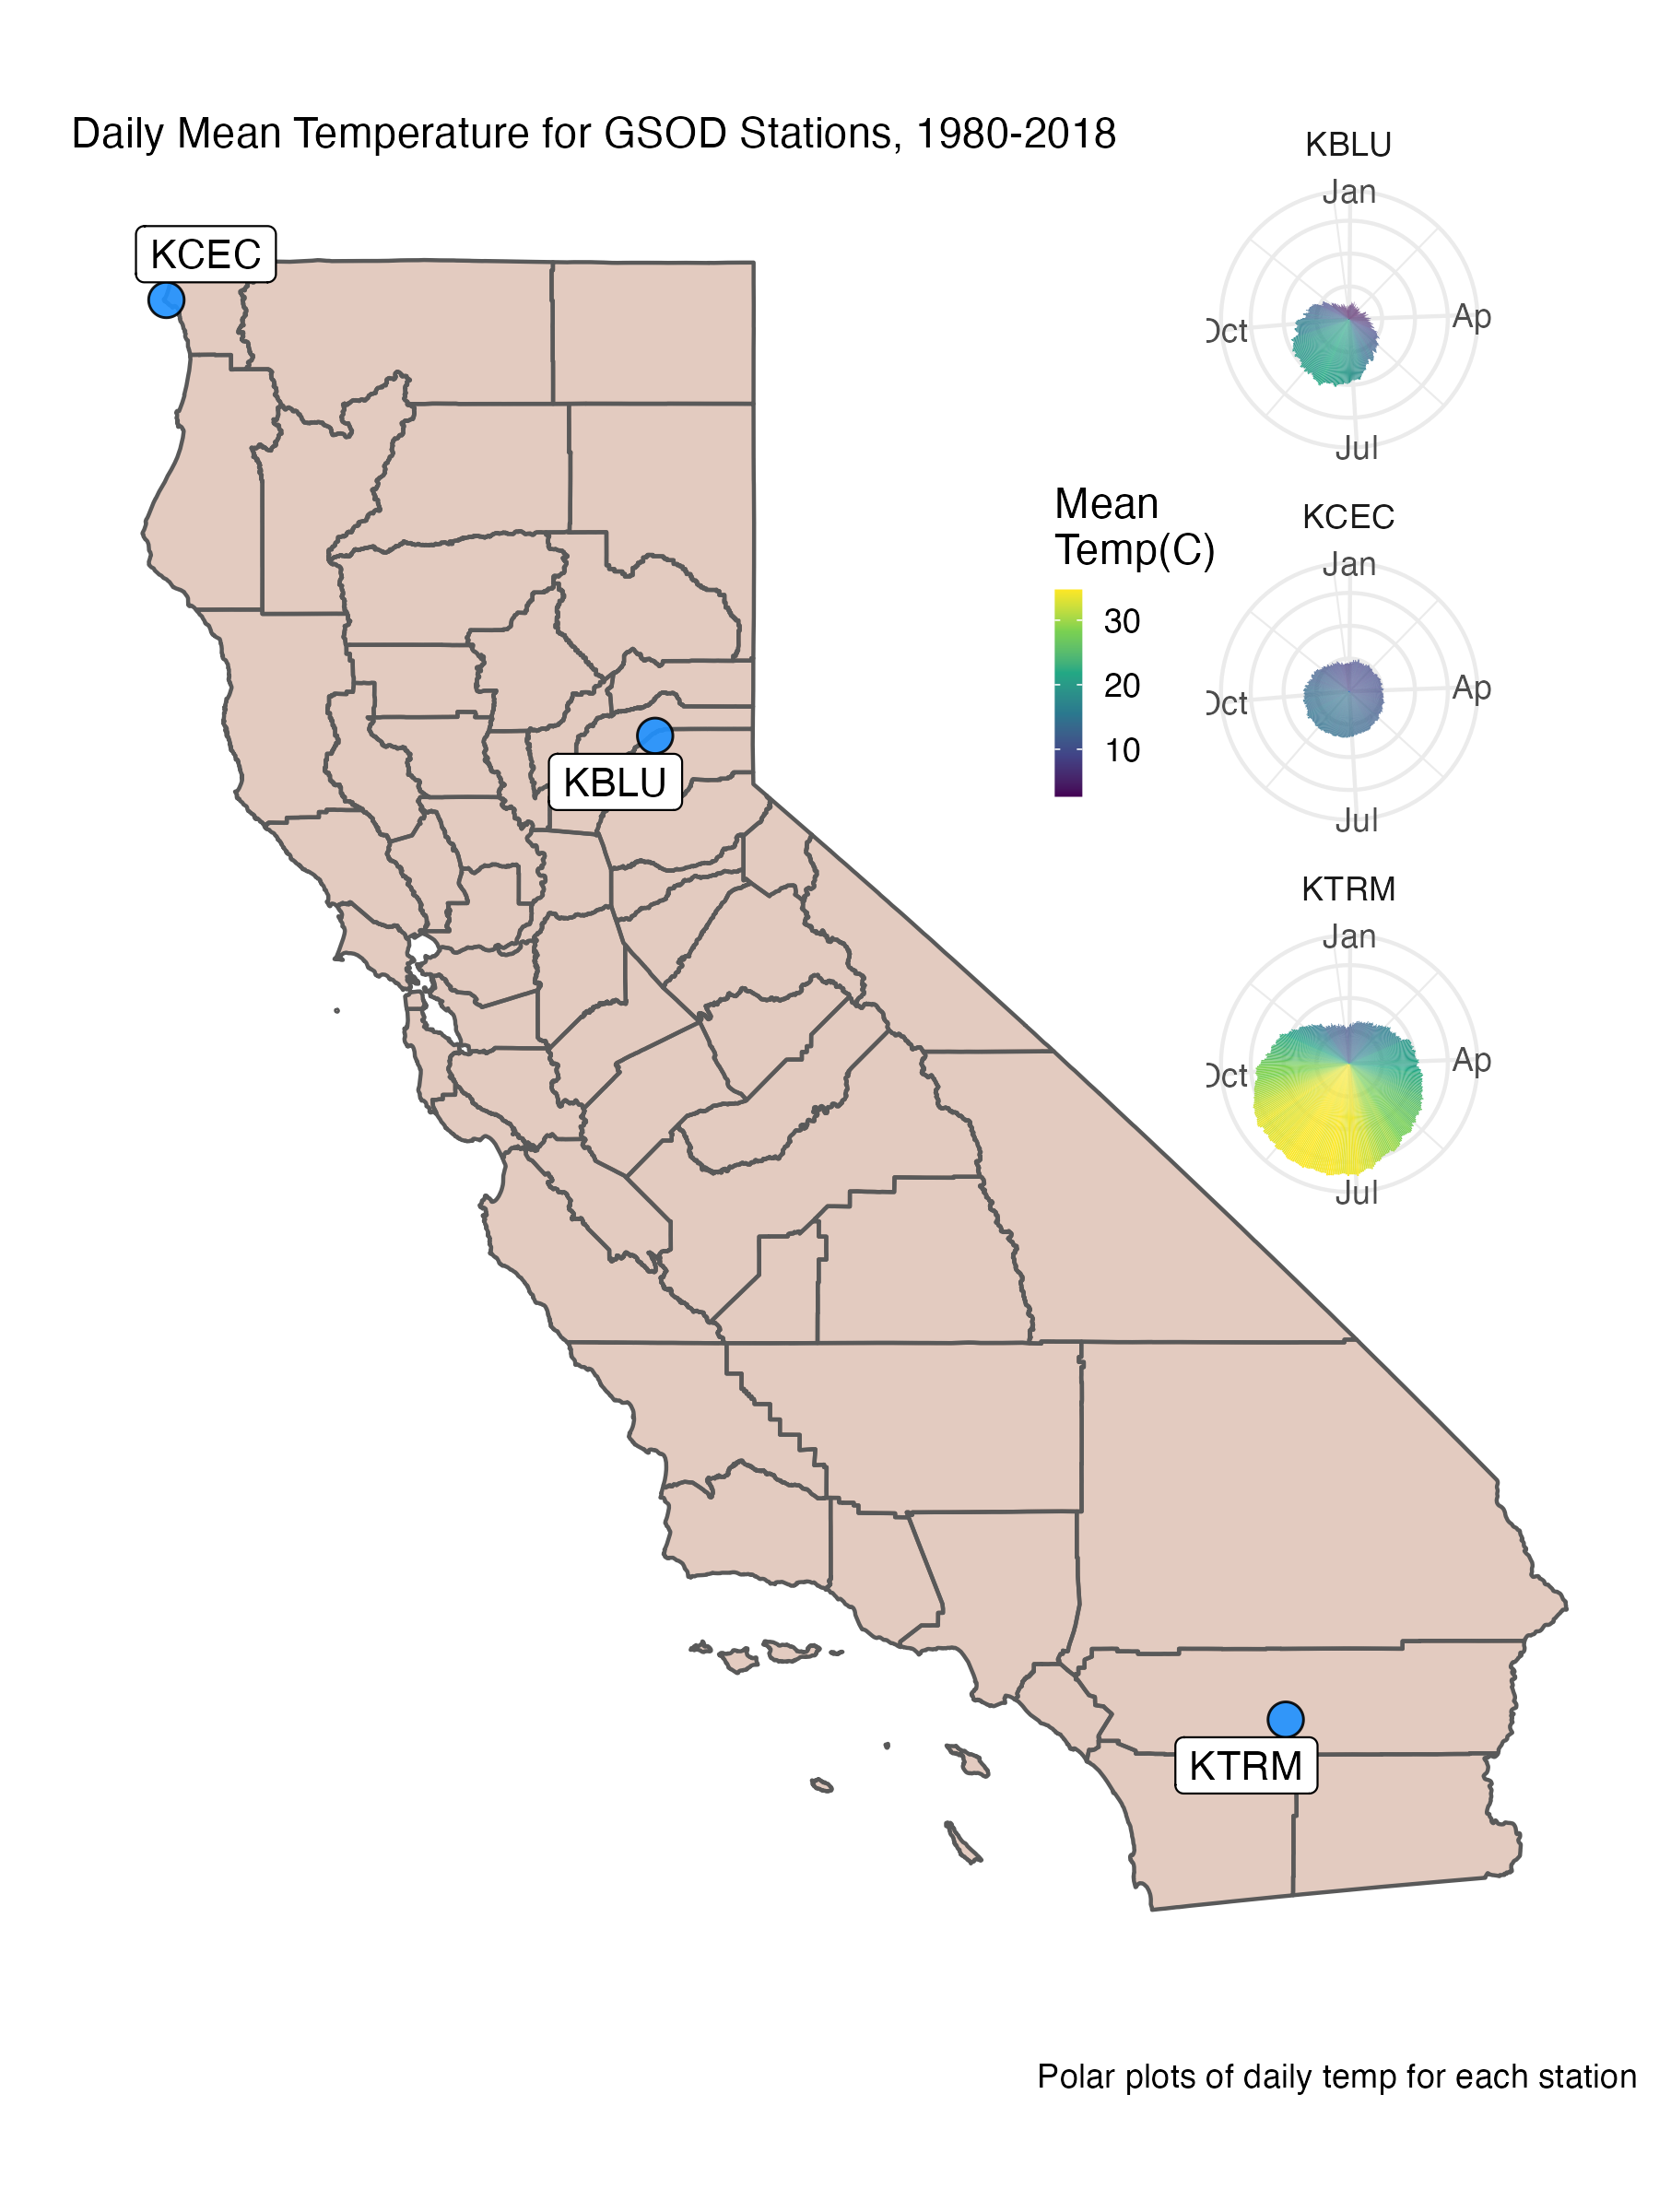 Daily Mean Temperature for GSOD Stations, 1980-2018
KCEC
KBLU
KTRM
Mean
Temp(C)
30
20
10
KBLU
Jan
Ap
Jul
Oct
KCEC
Jan
Ap
Jul
Oct
KTRM
Jan
Ap
Jul
Oct
Polar plots of daily temp for each station